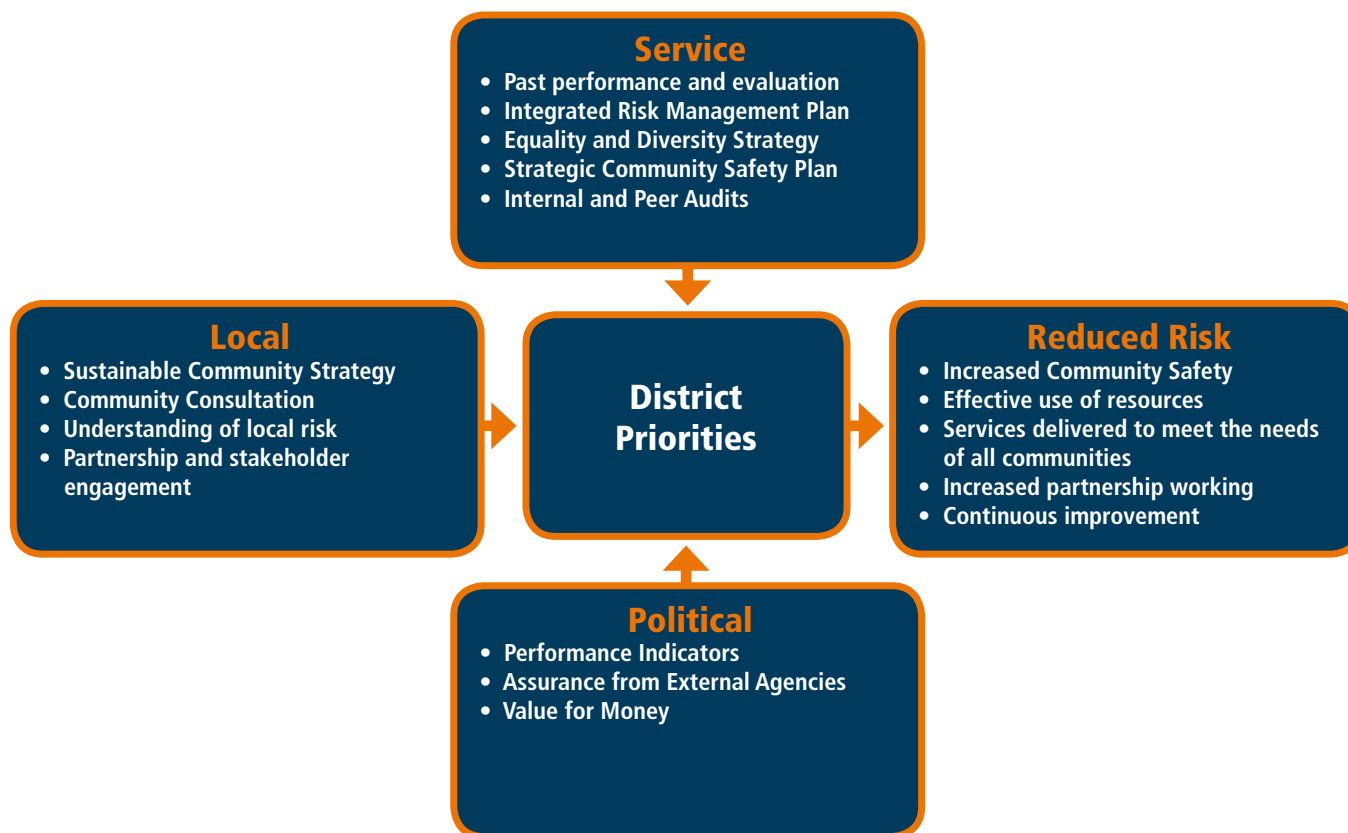 Service
• Past performance and evaluation
• Integrated Risk Management Plan
• Equality and Diversity Strategy
• Strategic Community Safety Plan
• Internal and Peer Audits
Local
• Sustainable Community Strategy
• Community Consultation
• Understanding of local risk
• Partnership and stakeholder
engagement
District
Priorities
Reduced Risk
• Increased Community Safety
• Effective use of resources
• Services delivered to meet the needs
of all communities
• Increased partnership working
• Continuous improvement
Political
• Performance Indicators
• Assurance from External Agencies
• Value for Money